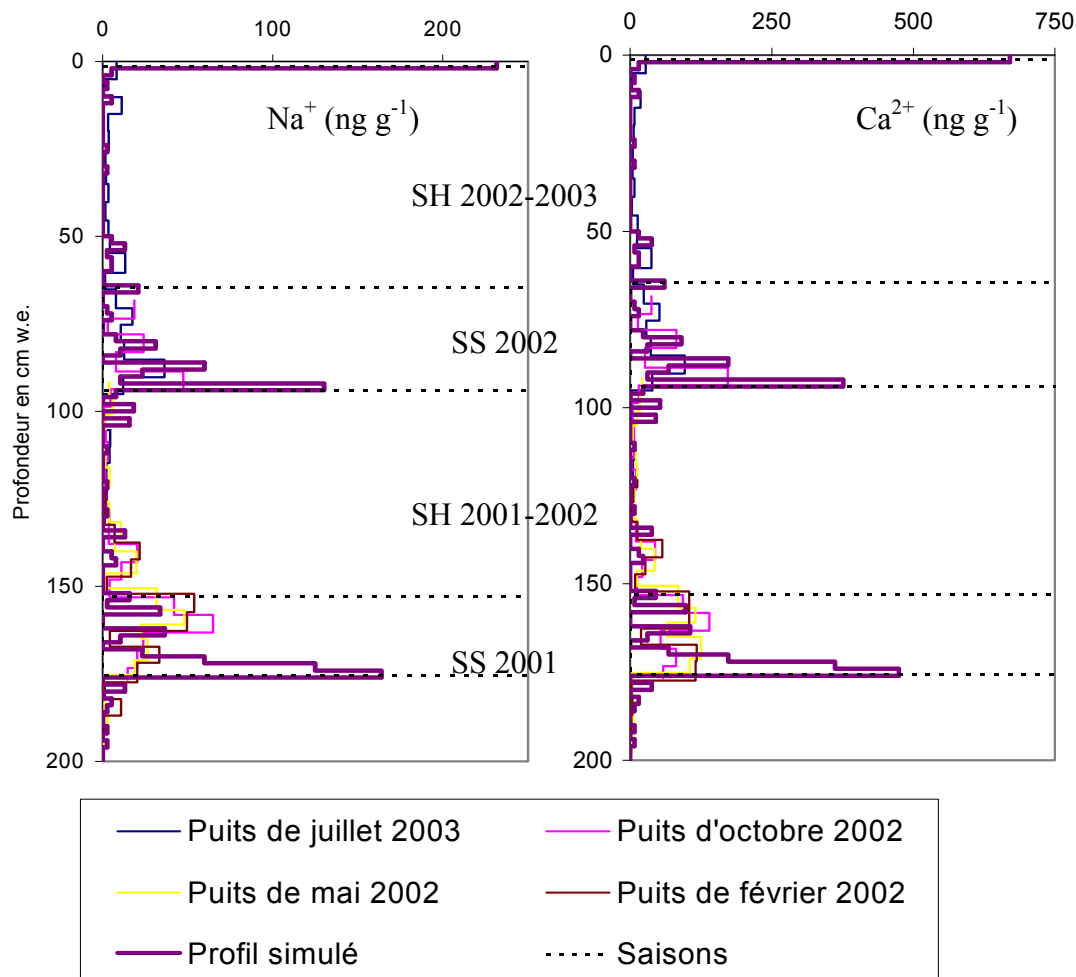 0 100 200
0 250 500 750
0
50
100
150
200
0
50
100
150
200
Profondeur en cm w.e.
Na⁺ (ng g⁻¹)
Ca²⁺ (ng g⁻¹)
SH 2002-2003
SS 2002
SH 2001-2002
SS 2001
Puits de juillet 2003
Puits d'octobre 2002
Puits de mai 2002
Puits de février 2002
Profil simulé
Saisons